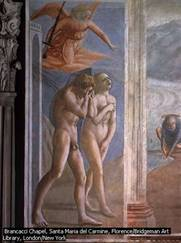 Brancacci Chapel, Santa Maria del Carmine, Florence/Bridgeman Art
Library, London/New York